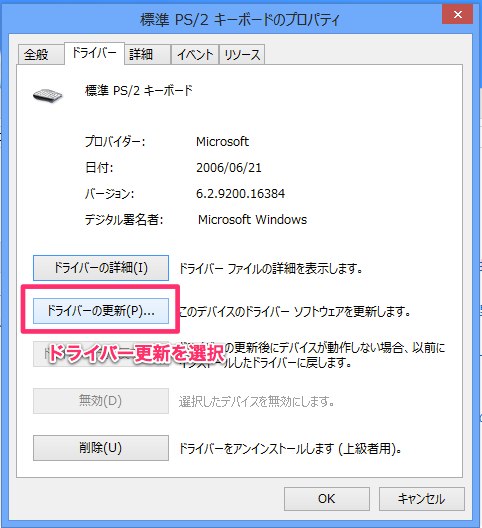 標準 PS/2 キーボードのプロパティ
全般 ドライバー 詳細 イベント リソース
標準 PS/2 キーボード
プロバイダー: Microsoft
日付: 2006/06/21
バージョン: 6.2.9200.16384
デジタル署名者: Microsoft Windows
ドライバーの詳細(I) ドライバー ファイルの詳細を表示します。
ドライバーの更新(P)... このデバイスのドライバー ソフトウェアを更新します。
ドライバー更新を選択
の更新後にデバイスが動作しない場合、以前に
インストールしたドライバーに戻します。
無効(D) 選択したデバイスを無効にします。
削除(U) ドライバーをアンインストールします (上級者用)。
OK キャンセル